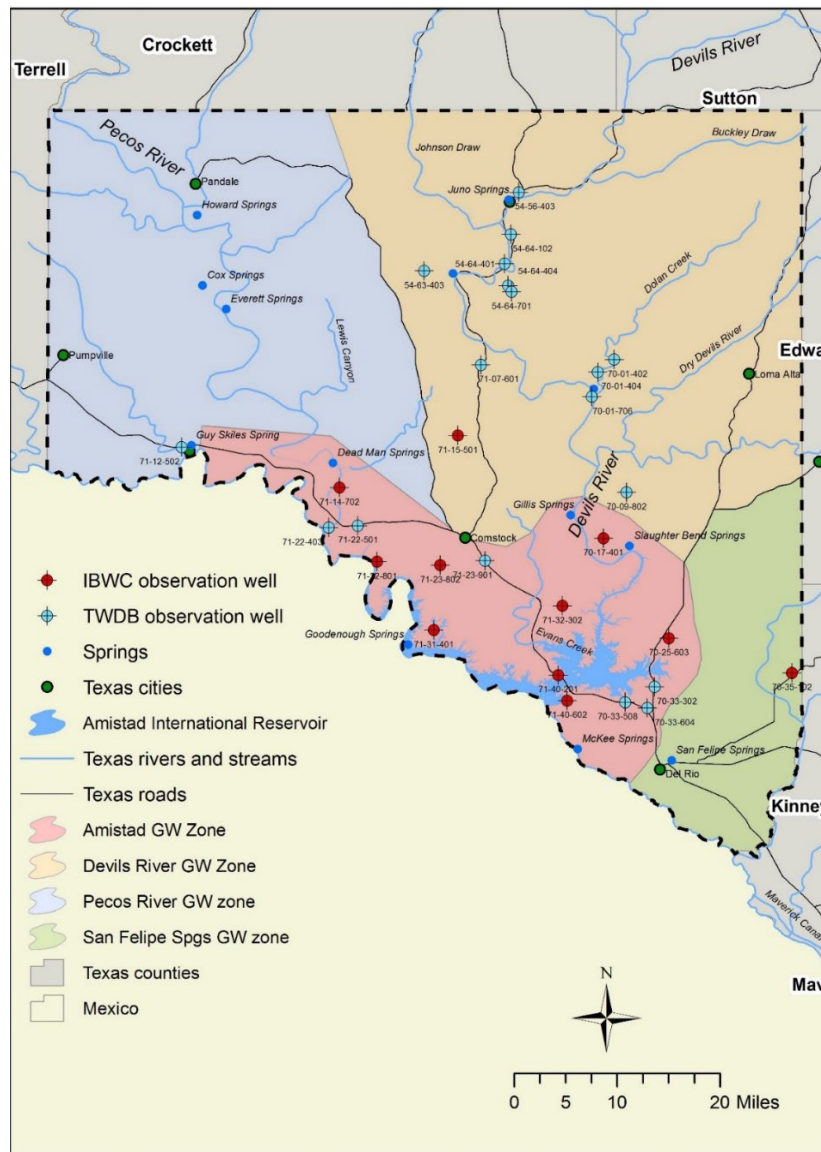 Crockett
Terrell
Devils River
Sutton
Pecos River
Johnson Draw
Buckley Draw
Pandale
Juno Springs
54-56-403
Howard Springs
54-64-102
54-64-401
54-64-404
54-63-403
54-64-701
Cox Springs
Everett Springs
Dolan Creek
Lewis Canyon
Dry Devils River
Pumpville
Edwa
71-07-601
70-01-402
Loma Alta
70-01-404
70-01-706
Guy Skiles Spring
71-15-501
71-12-502
Dead Man Springs
Devils River
71-14-702
70-09-802
Gillis Springs
71-22-403
71-22-501
Comstock
70-17-401
Slaughter Bend Springs
71-23-802
71-23-901
71-32-302
Goodenough Springs
71-31-401
Evans Creek
70-25-603
71-40-201
70-33-302
71-40-602
70-33-508
70-33-604
McKee Springs
San Felipe Springs
Del Rio
Kinney
Maverick Cana
Mav
IBWC observation well
TWDB observation well
Springs
Texas cities
Amistad International Reservoir
Texas rivers and streams
Texas roads
Amistad GW Zone
Devils River GW Zone
Pecos River GW zone
San Felipe Spgs GW zone
Texas counties
Mexico
N
0 5 10 20 Miles